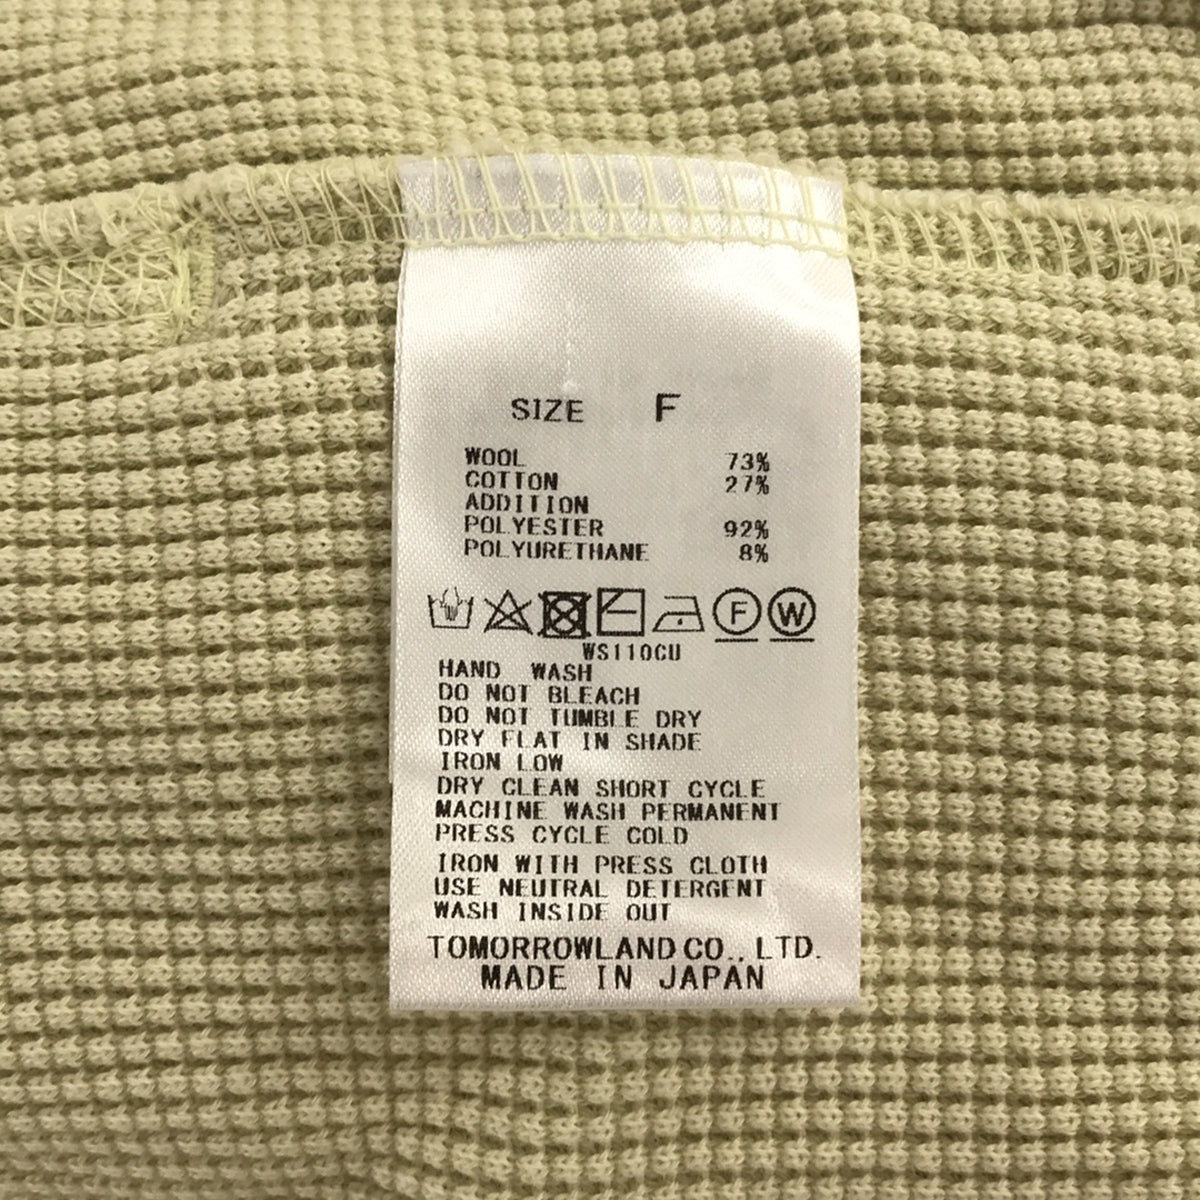 SIZE F
WOOL 73%
COTTON 27%
ADDITION
POLYESTER 92%
POLYURETHANE 8%
F W
WS110CU
HAND WASH
DO NOT BLEACH
DO NOT TUMBLE DRY
DRY FLAT IN SHADE
IRON LOW
DRY CLEAN SHORT CYCLE
MACHINE WASH PERMANENT
PRESS CYCLE COLD
IRON WITH PRESS CLOTH
USE NEUTRAL DETERGENT
WASH INSIDE OUT
TOMORROWLAND CO., LTD.
MADE IN JAPAN